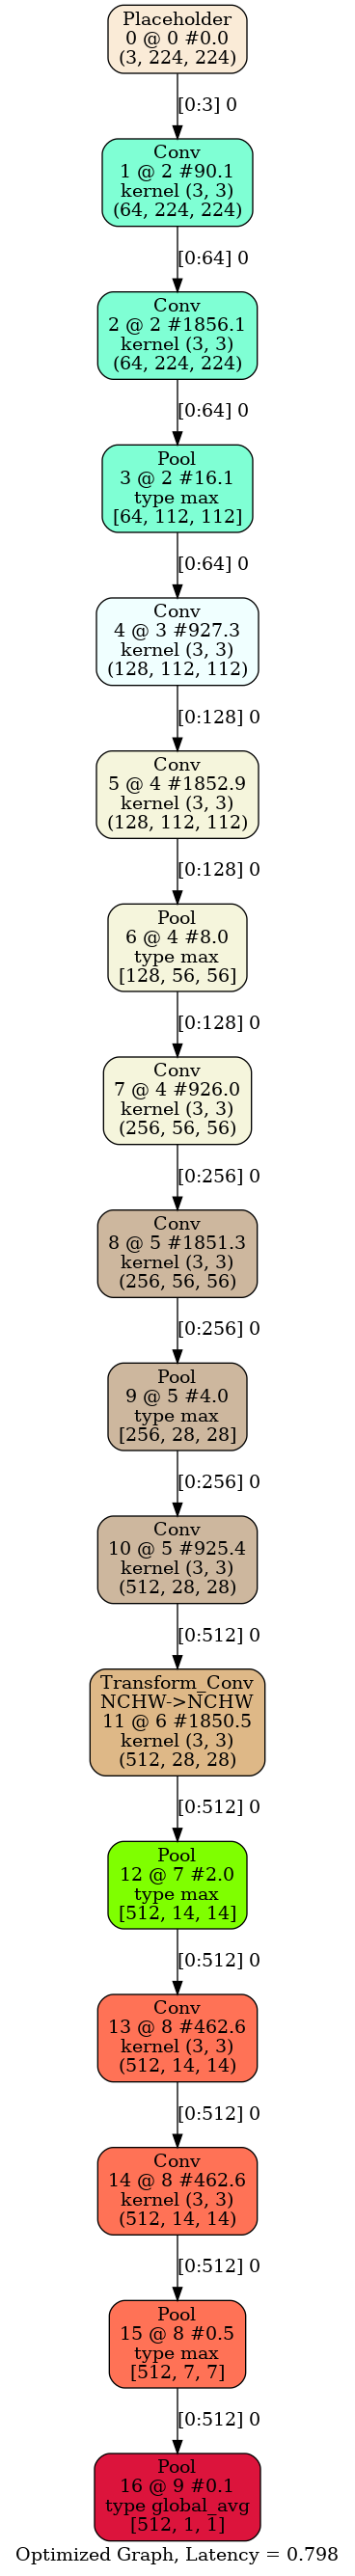 Placeholder
0 @ 0 #0.0
(3, 224, 224)
[0:3] 0
Conv
1 @ 2 #90.1
kernel (3, 3)
(64, 224, 224)
[0:64] 0
Conv
2 @ 2 #1856.1
kernel (3, 3)
(64, 224, 224)
[0:64] 0
Pool
3 @ 2 #16.1
type max
[64, 112, 112]
[0:64] 0
Conv
4 @ 3 #927.3
kernel (3, 3)
(128, 112, 112)
[0:128] 0
Conv
5 @ 4 #1852.9
kernel (3, 3)
(128, 112, 112)
[0:128] 0
Pool
6 @ 4 #8.0
type max
[128, 56, 56]
[0:128] 0
Conv
7 @ 4 #926.0
kernel (3, 3)
(256, 56, 56)
[0:256] 0
Conv
8 @ 5 #1851.3
kernel (3, 3)
(256, 56, 56)
[0:256] 0
Pool
9 @ 5 #4.0
type max
[256, 28, 28]
[0:256] 0
Conv
10 @ 5 #925.4
kernel (3, 3)
(512, 28, 28)
[0:512] 0
Transform_Conv
NCHW->NCHW
11 @ 6 #1850.5
kernel (3, 3)
(512, 28, 28)
[0:512] 0
Pool
12 @ 7 #2.0
type max
[512, 14, 14]
[0:512] 0
Conv
13 @ 8 #462.6
kernel (3, 3)
(512, 14, 14)
[0:512] 0
Conv
14 @ 8 #462.6
kernel (3, 3)
(512, 14, 14)
[0:512] 0
Pool
15 @ 8 #0.5
type max
[512, 7, 7]
[0:512] 0
Pool
16 @ 9 #0.1
type global_avg
[512, 1, 1]
Optimized Graph, Latency = 0.798